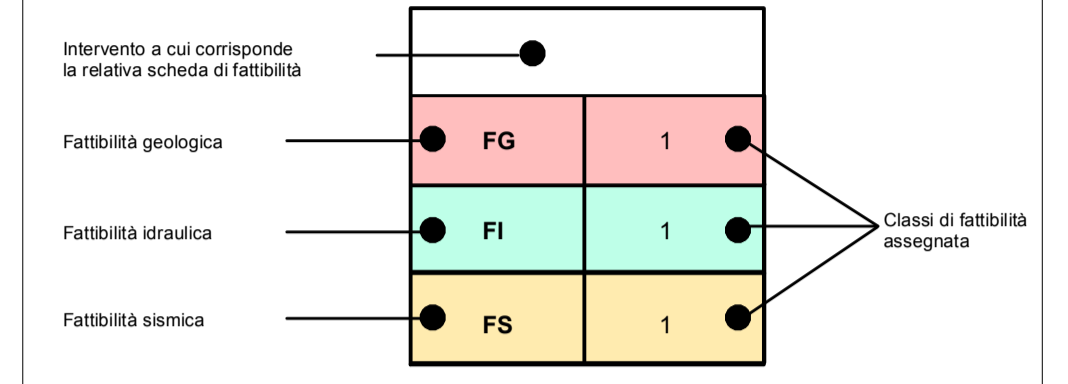 Intervento a cui corrisponde
la relativa scheda di fattibilità
Fattibilità geologica
FG
1
Fattibilità idraulica
FI
1
Classi di fattibilità
assegnata
Fattibilità sismica
FS
1